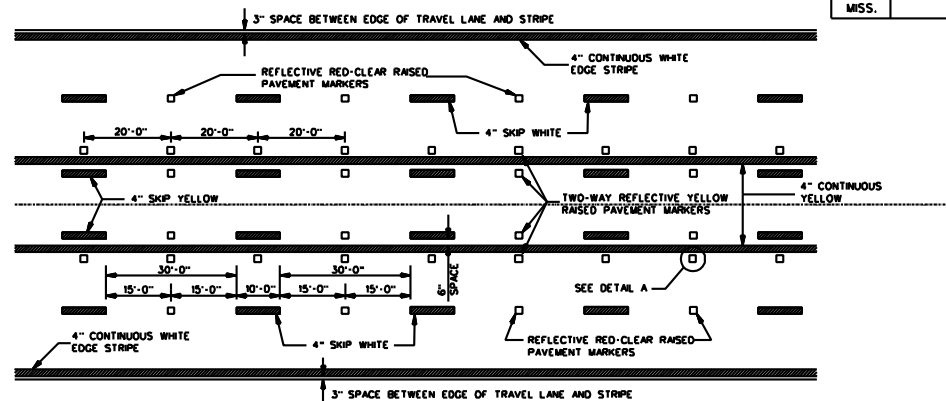 3" SPACE BETWEEN EDGE OF TRAVEL LANE AND STRIPE
MISS.
4" CONTINUOUS WHITE
EDGE STRIPE
REFLECTIVE RED-CLEAR RAISED
PAVEMENT MARKERS
4" SKIP WHITE
20'-0"
20'-0"
20'-0"
4" SKIP YELLOW
TWO-WAY REFLECTIVE YELLOW
RAISED PAVEMENT MARKERS
4" CONTINUOUS
YELLOW
30'-0"
30'-0"
15'-0"
15'-0"
10'-0"
15'-0"
15'-0"
6"
SPACE
SEE DETAIL A
4" CONTINUOUS WHITE
EDGE STRIPE
4" SKIP WHITE
REFLECTIVE RED-CLEAR RAISED
PAVEMENT MARKERS
3" SPACE BETWEEN EDGE OF TRAVEL LANE AND STRIPE